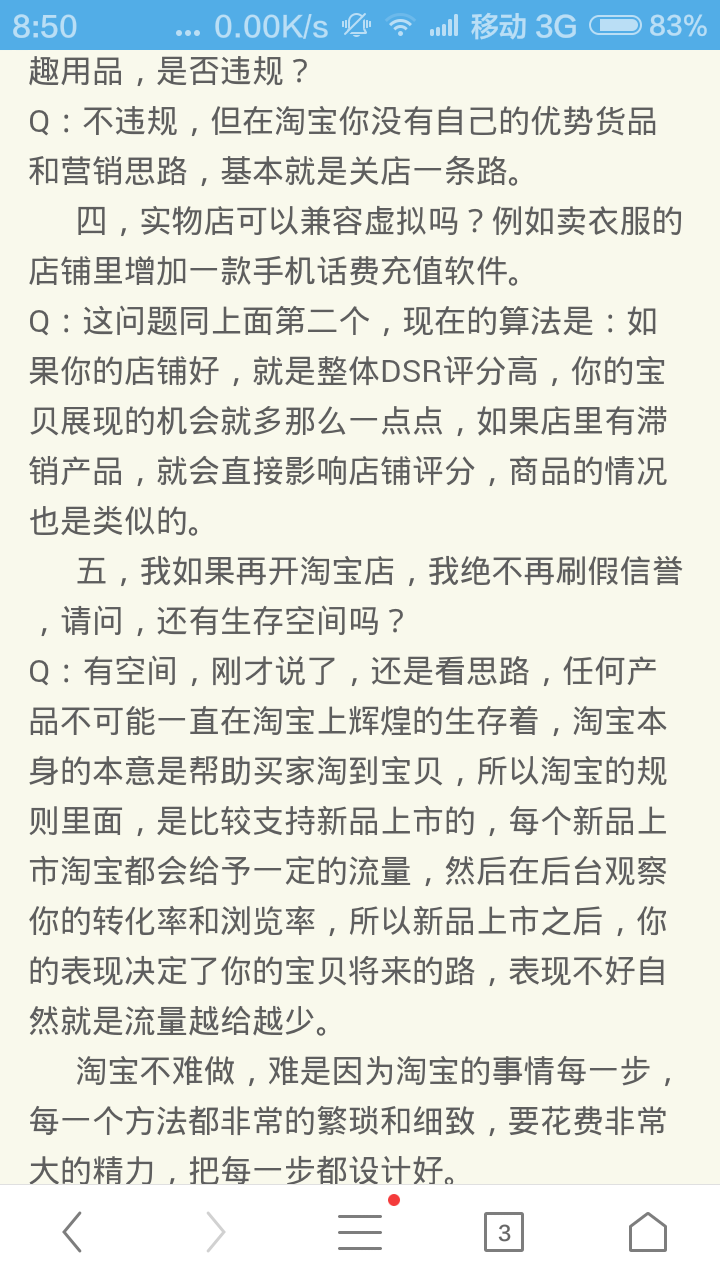 8:50 ... 0.00K/s 移动 3G 83%
趣用品，是否违规？
Q：不违规，但在淘宝你没有自己的优势货品
和营销思路，基本就是关店一条路。
四，实物店可以兼容虚拟吗？例如卖衣服的
店铺里增加一款手机话费充值软件。
Q：这问题同上面第二个，现在的算法是：如
果你的店铺好，就是整体DSR评分高，你的宝
贝展现的机会就多那么一点点，如果店里有滞
销产品，就会直接影响店铺评分，商品的情况
也是类似的。
五，我如果再开淘宝店，我绝不再刷假信誉
，请问，还有生存空间吗？
Q：有空间，刚才说了，还是看思路，任何产
品不可能一直在淘宝上辉煌的生存着，淘宝本
身的本意是帮助买家淘到宝贝，所以淘宝的规
则里面，是比较支持新品上市的，每个新品上
市淘宝都会给予一定的流量，然后在后台观察
你的转化率和浏览率，所以新品上市之后，你
的表现决定了你的宝贝将来的路，表现不好自
然就是流量越给越少。
淘宝不难做，难是因为淘宝的事情每一步，
每一个方法都非常的繁琐和细致，要花费非常
大的精力，把每一步都设计好。
3